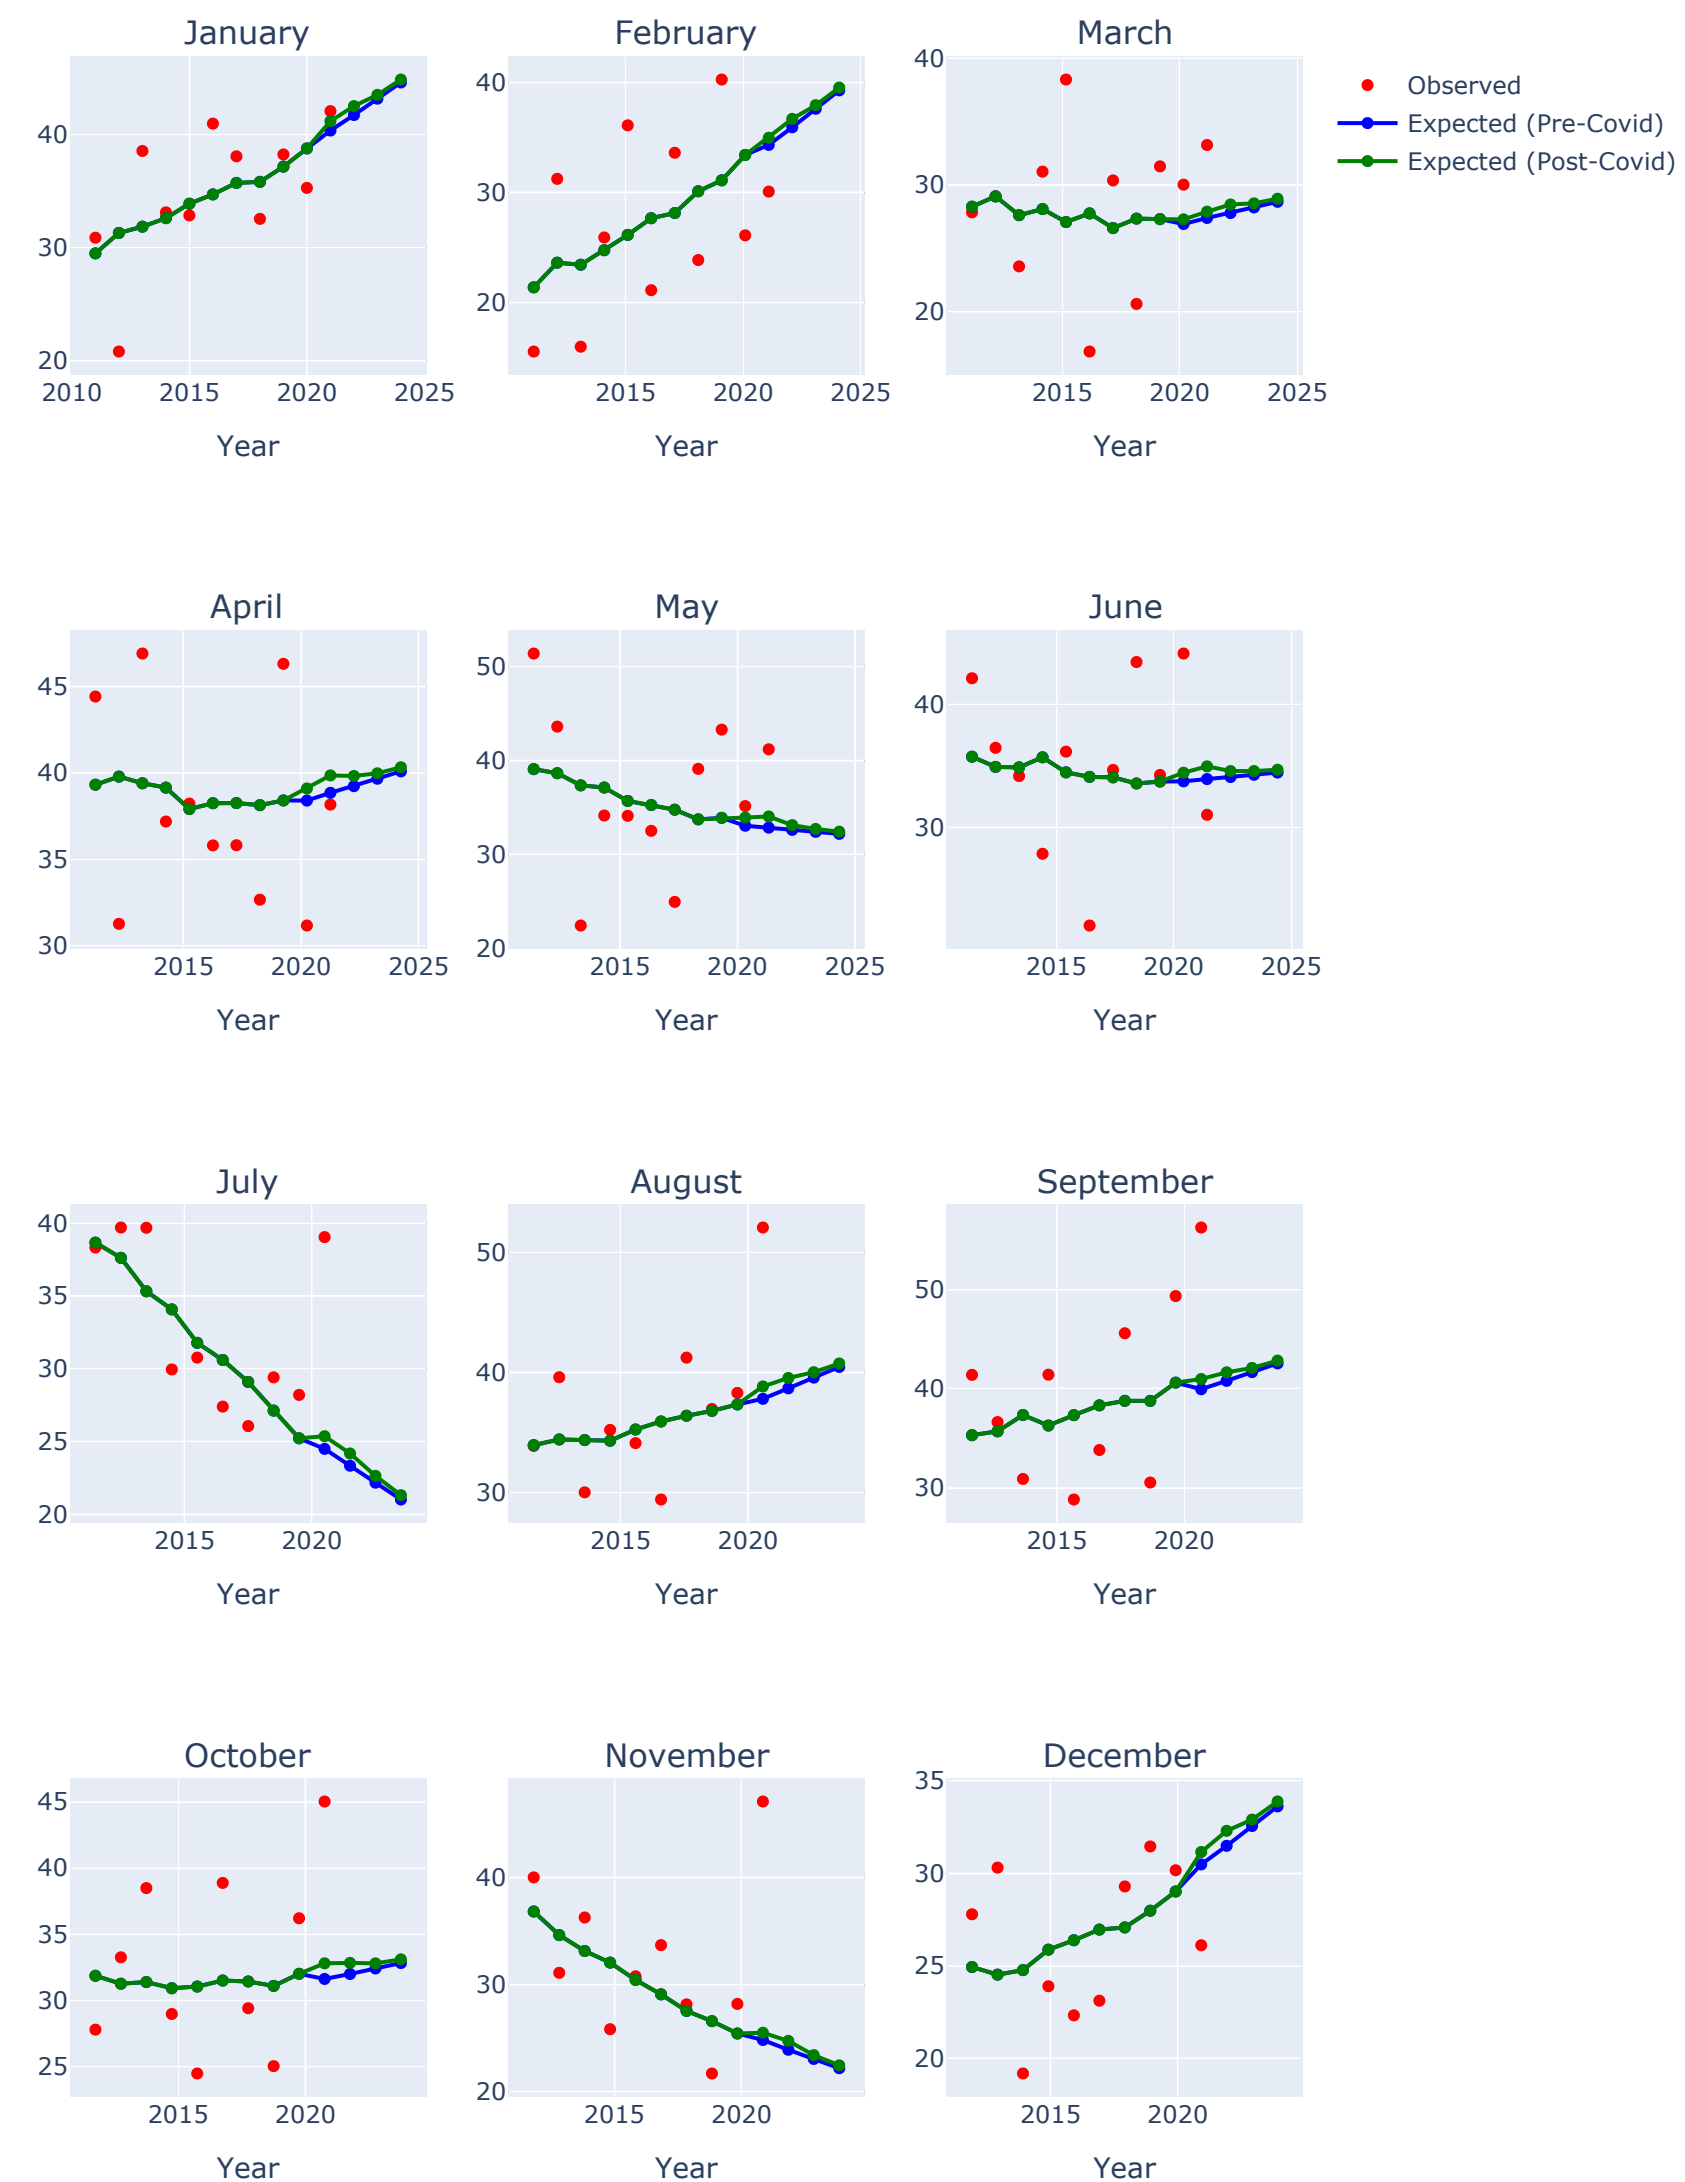 January
February
March
Observed
Expected (Pre-Covid)
Expected (Post-Covid)
40
30
20
2010 2015 2020 2025
Year
40
30
20
2015 2020 2025
Year
40
30
20
2015 2020 2025
Year
April
May
June
45
40
35
30
2015 2020 2025
Year
50
40
30
20
2015 2020 2025
Year
40
30
2015 2020 2025
Year
July
August
September
40
35
30
25
20
2015 2020
Year
50
40
30
2015 2020
Year
50
40
30
2015 2020
Year
October
November
December
45
40
35
30
25
2015 2020
Year
40
30
20
2015 2020
Year
35
30
25
20
2015 2020
Year